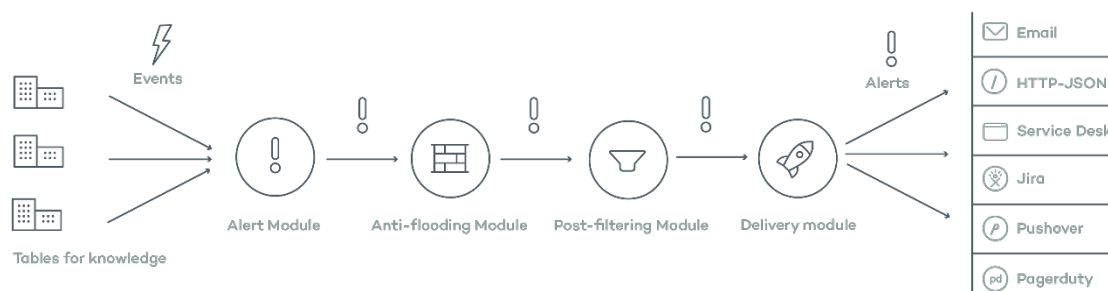 Events
Tables for knowledge
Alert Module
Anti-flooding Module
Post-filtering Module
Delivery module
Alerts
Email
HTTP-JSON
Service Desk
Jira
Pushover
pd Pagerduty